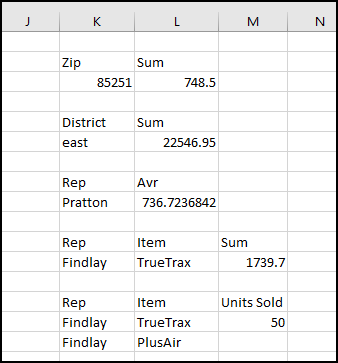 J K L M N
Zip Sum
85251 748.5
District Sum
east 22546.95
Rep Avr
Pratton 736.7236842
Rep Item Sum
Findlay TrueTrax 1739.7
Rep Item Units Sold
Findlay TrueTrax 50
Findlay PlusAir